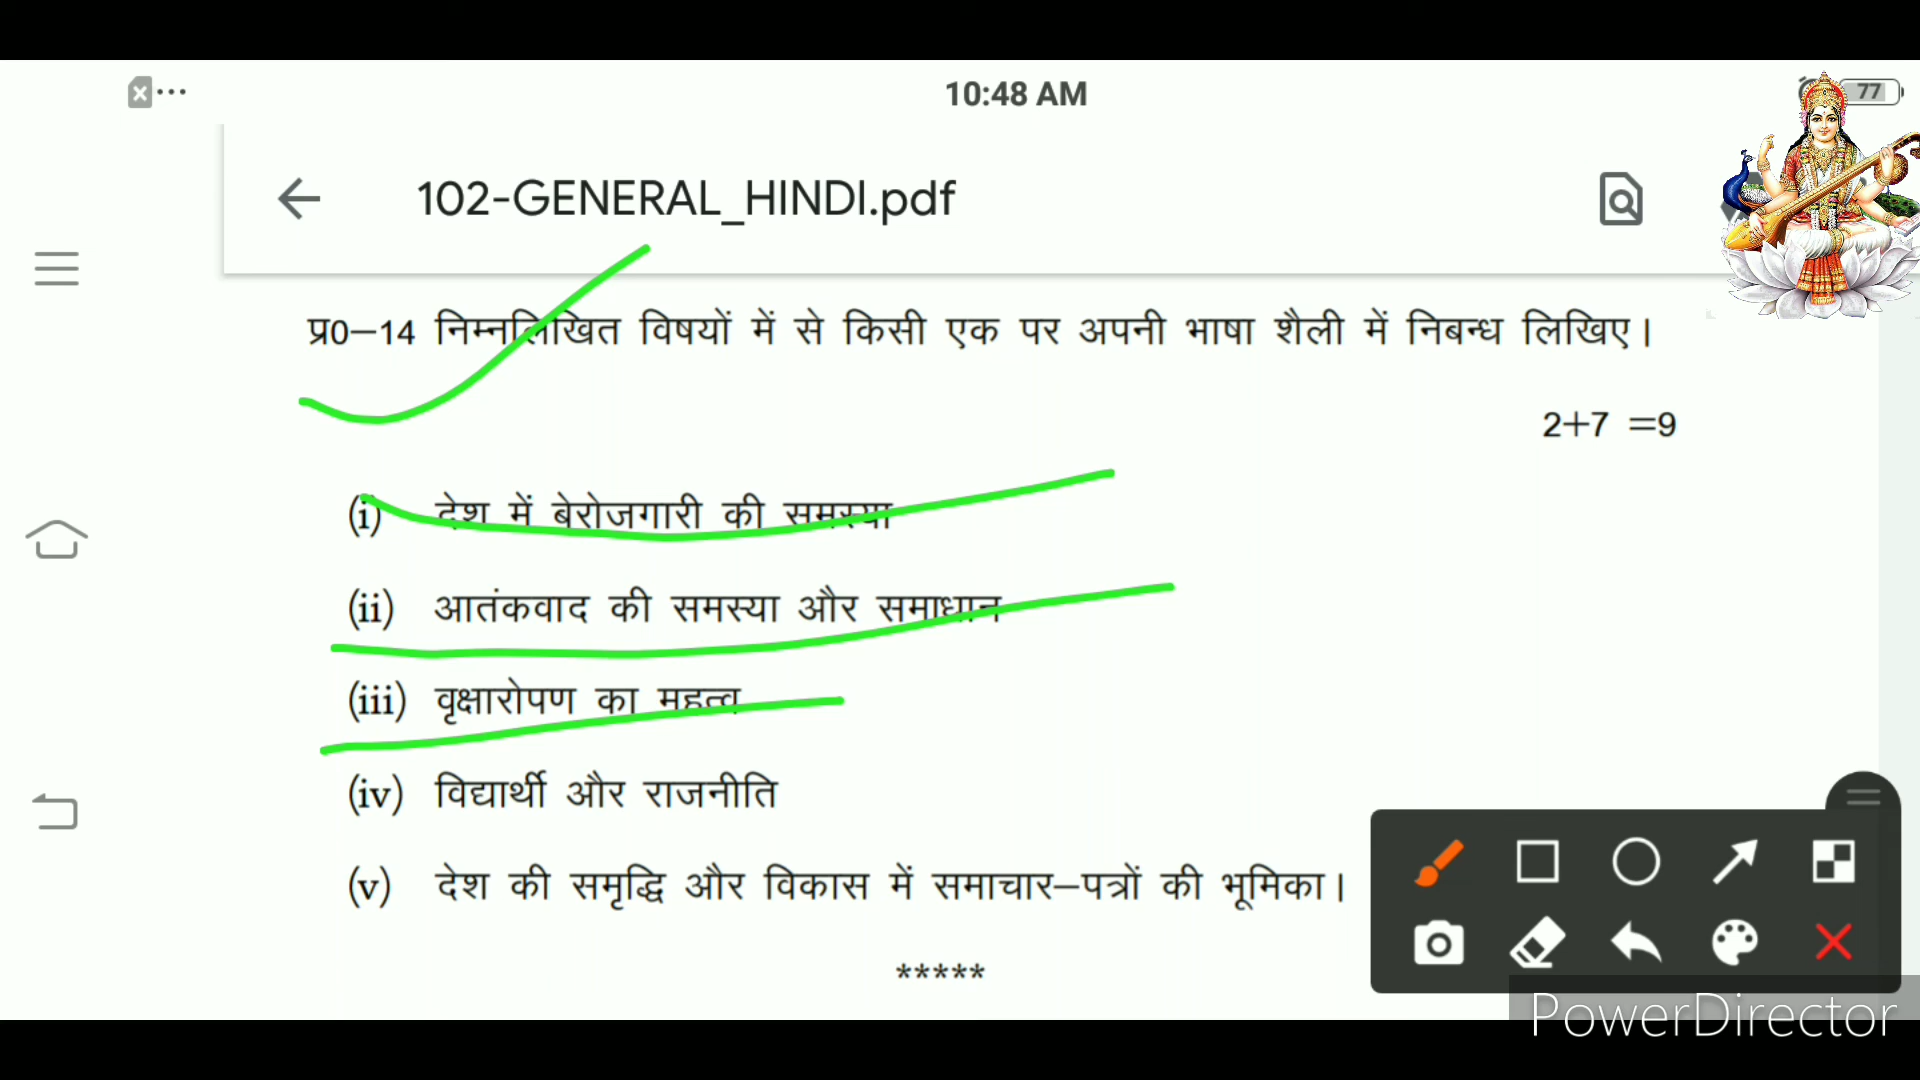 10:48 AM
77
102-GENERAL_HINDI.pdf
प्र0–14 निम्नलिखित विषयों में से किसी एक पर अपनी भाषा शैली में निबन्ध लिखिए।
2+7 =9
(i) देश में बेरोजगारी की समस्या
(ii) आतंकवाद की समस्या और समाधान
(iii) वृक्षारोपण का महत्व
(iv) विद्यार्थी और राजनीति
(v) देश की समृद्धि और विकास में समाचार–पत्रों की भूमिका।
*****
PowerDirector